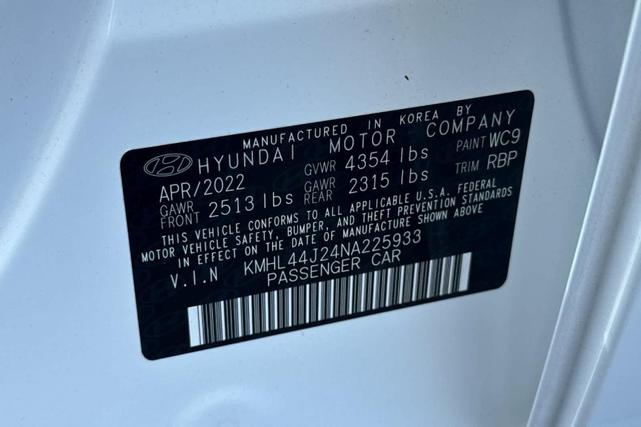 MANUFACTURED IN KOREA BY
HYUNDAI MOTOR COMPANY
APR/2022 GVWR 4354 lbs PAINT WC9
GAWR FRONT 2513 lbs GAWR REAR 2315 lbs TRIM RBP
THIS VEHICLE CONFORMS TO ALL APPLICABLE U.S.A. FEDERAL
MOTOR VEHICLE SAFETY, BUMPER, AND THEFT PREVENTION STANDARDS
IN EFFECT ON THE DATE OF MANUFACTURE SHOWN ABOVE
V.I.N KMHL44J24NA225933
PASSENGER CAR